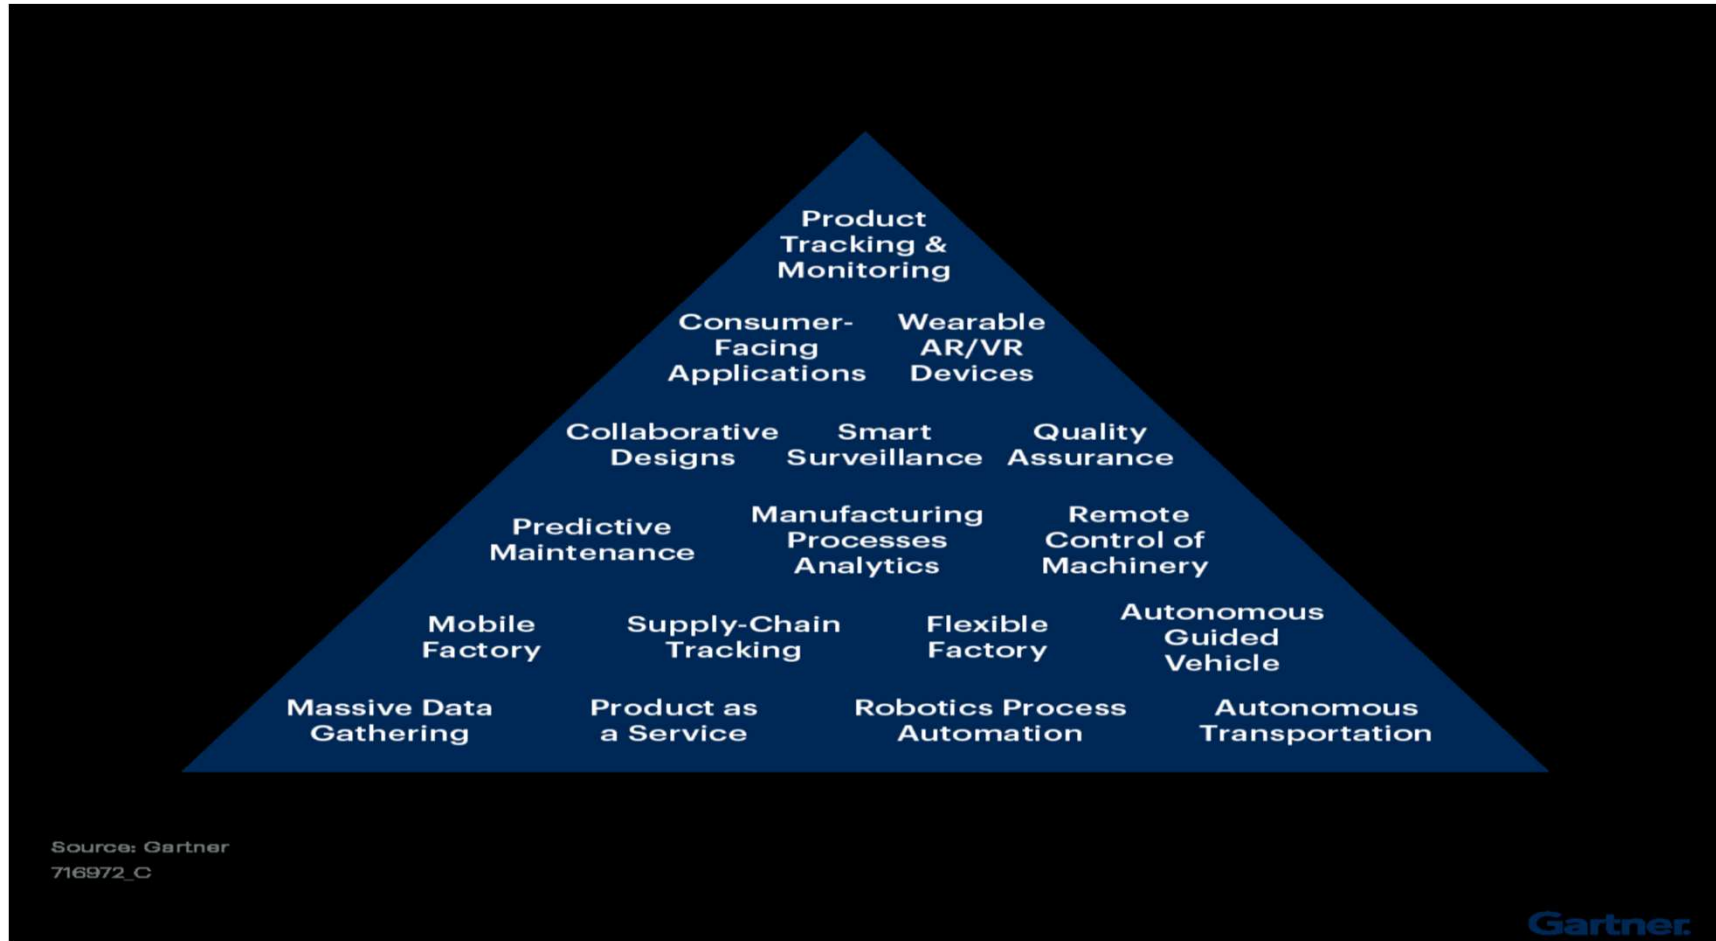 Product
Tracking &
Monitoring
Consumer-
Facing
Applications
Wearable
AR/VR
Devices
Collaborative
Designs
Smart
Surveillance
Quality
Assurance
Predictive
Maintenance
Manufacturing
Processes
Analytics
Remote
Control of
Machinery
Mobile
Factory
Supply-Chain
Tracking
Flexible
Factory
Autonomous
Guided
Vehicle
Massive Data
Gathering
Product as
a Service
Robotics Process
Automation
Autonomous
Transportation
Source: Gartner
716972_C
Gartner.